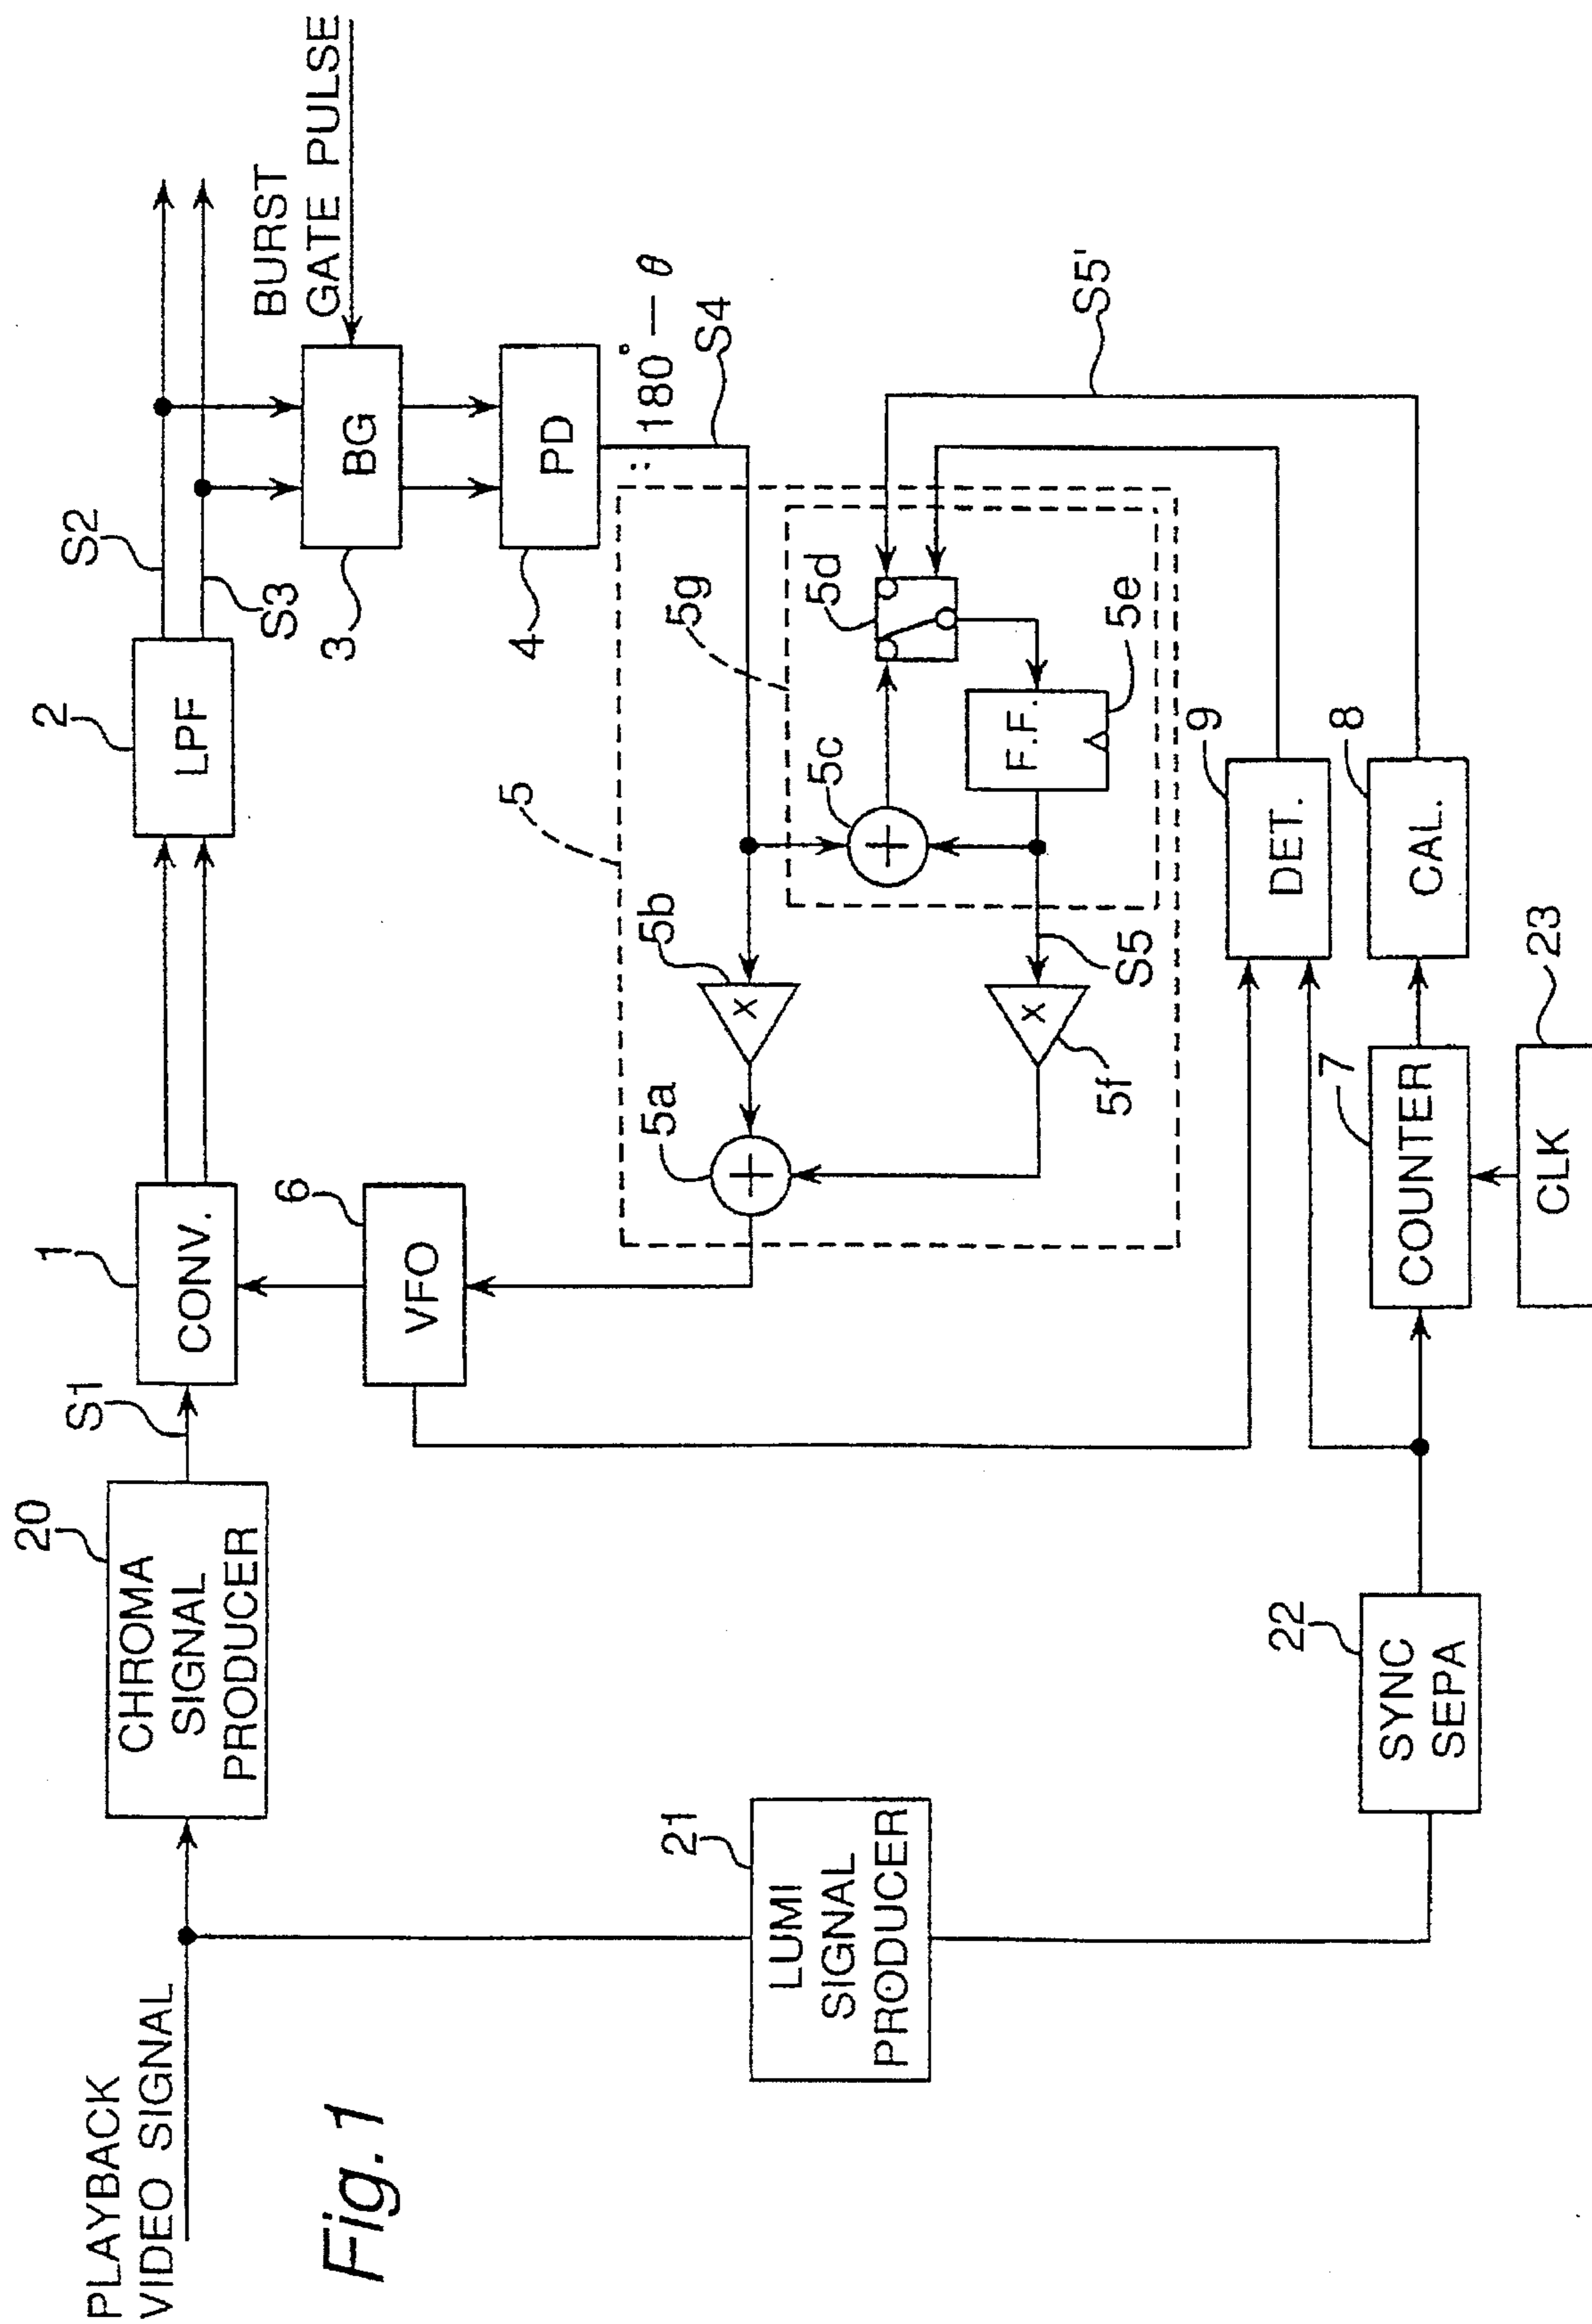 PLAYBACK
VIDEO SIGNAL
20
CHROMA
SIGNAL
PRODUCER
S1
1
CONV.
2
LPF
S2
S3
BURST
GATE PULSE
3
BG
4
PD
: 180° − θ
S4
6
VFO
5
5a
+
5b
X
5c
+
5g
5d
5e
F.F.
S5
5f
X
S5'
21
LUMI
SIGNAL
PRODUCER
22
SYNC
SEPA
7
COUNTER
23
CLK
9
DET.
8
CAL.
Fig.1